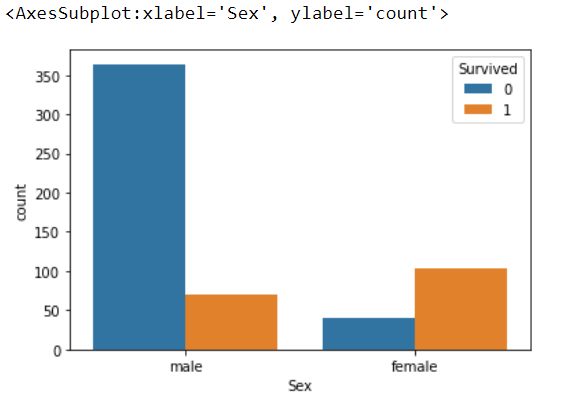 <AxesSubplot:xlabel='Sex', ylabel='count'>
Survived
0
1
350
300
250
200
150
100
50
0
count
male female
Sex